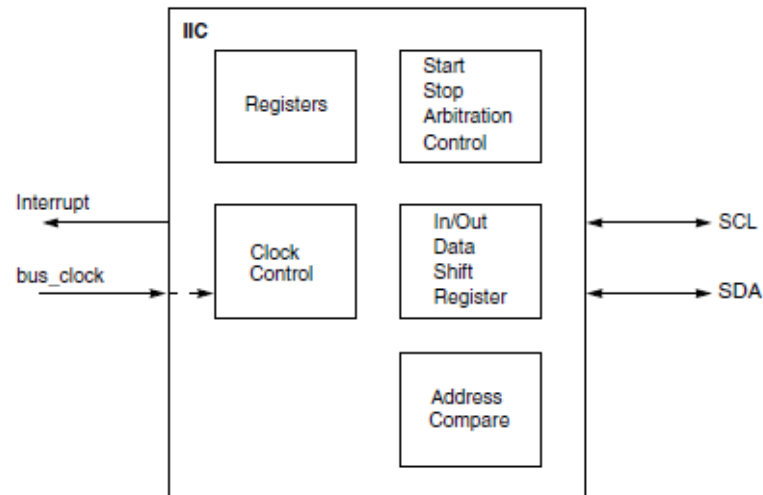 IIC
Registers
Start
Stop
Arbitration
Control
Interrupt
bus_clock
Clock
Control
In/Out
Data
Shift
Register
SCL
SDA
Address
Compare